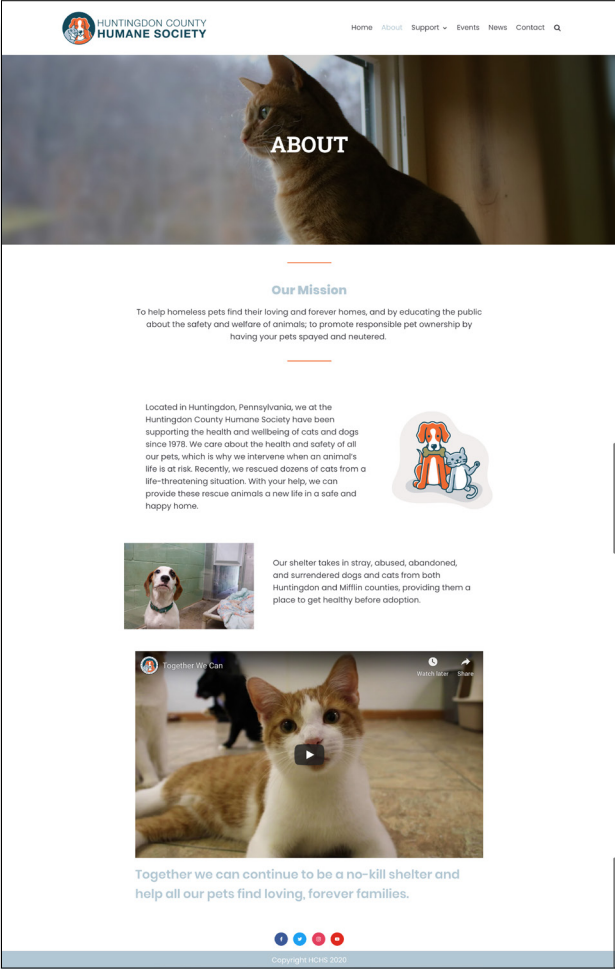 HUNTINGDON COUNTY
HUMANE SOCIETY
Home About Support Events News Contact
ABOUT
Our Mission
To help homeless pets find their loving and forever homes, and by educating the public
about the safety and welfare of animals; to promote responsible pet ownership by
having your pets spayed and neutered.
Located in Huntingdon, Pennsylvania, we at the
Huntingdon County Humane Society have been
supporting the health and wellbeing of cats and dogs
since 1978. We care about the health and safety of all
our pets, which is why we intervene when an animal's
life is at risk. Recently, we rescued dozens of cats from a
life-threatening situation. With your help, we can
provide these rescue animals a new life in a safe and
happy home.
Our shelter takes in stray, abused, abandoned,
and surrendered dogs and cats from both
Huntingdon and Mifflin counties, providing them a
place to get healthy before adoption.
Together We Can
Watch later Share
Together we can continue to be a no-kill shelter and
help all our pets find loving, forever families.
Copyright HCHS 2020